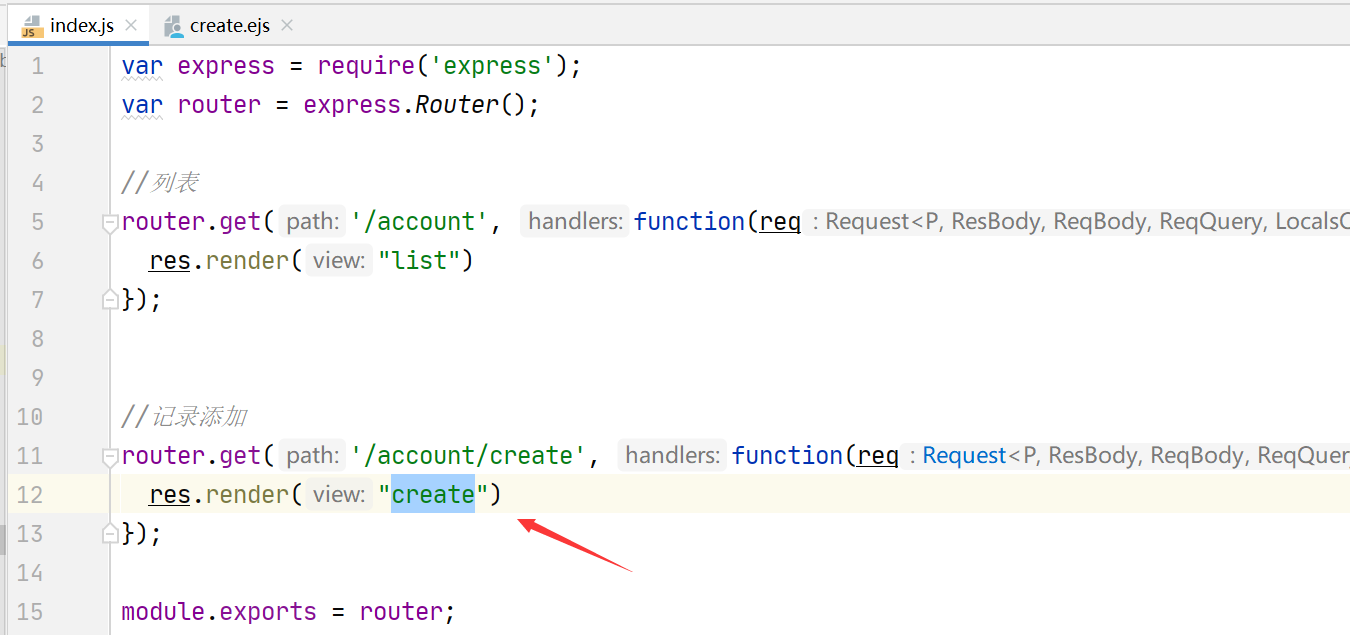 index.js create.ejs
1 var express = require('express');
2 var router = express.Router();
3
4 //列表
5 router.get( path: '/account', handlers: function(req : Request<P, ResBody, ReqBody, ReqQuery, LocalsO
6 res.render( view: "list")
7 });
8
9
10 //记录添加
11 router.get( path: '/account/create', handlers: function(req : Request<P, ResBody, ReqBody, ReqQuer
12 res.render( view: "create")
13 });
14
15 module.exports = router;